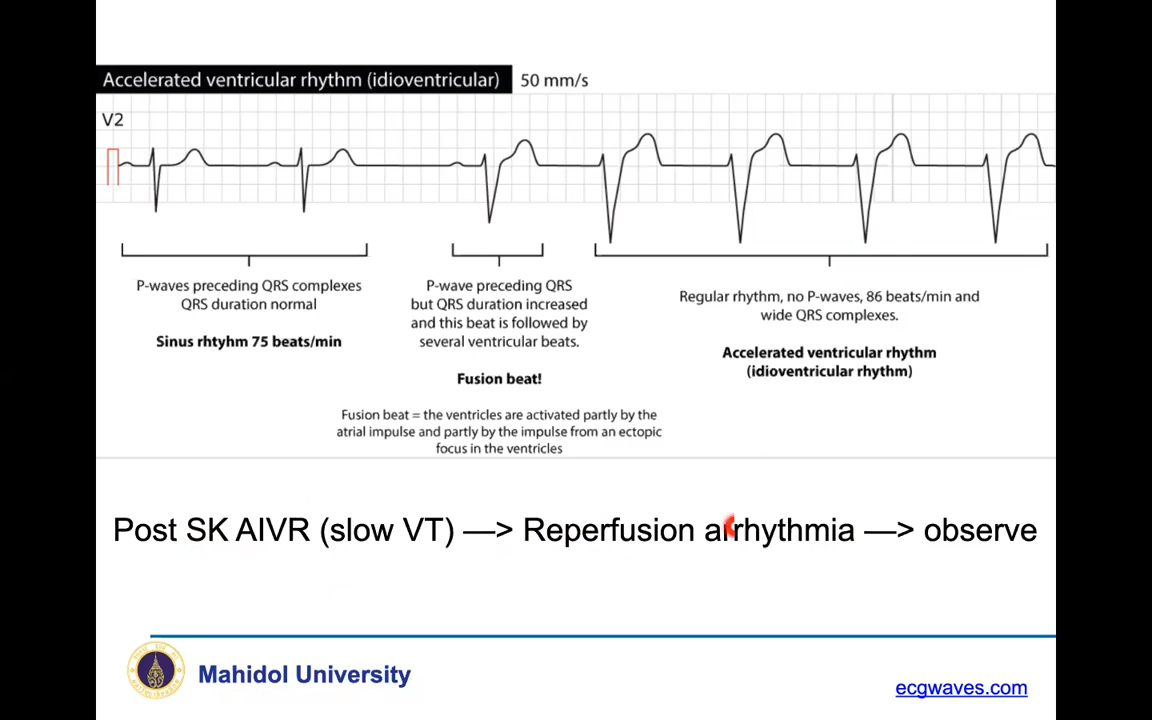 Accelerated ventricular rhythm (idioventricular) 50 mm/s
V2
P-waves preceding QRS complexes
QRS duration normal
Sinus rhtyhm 75 beats/min
P-wave preceding QRS
but QRS duration increased
and this beat is followed by
several ventricular beats.
Fusion beat!
Fusion beat = the ventricles are activated partly by the
atrial impulse and partly by the impulse from an ectopic
focus in the ventricles
Regular rhythm, no P-waves, 86 beats/min and
wide QRS complexes.
Accelerated ventricular rhythm
(idioventricular rhythm)
Post SK AIVR (slow VT) —> Reperfusion arrhythmia —> observe
Mahidol University
ecgwaves.com